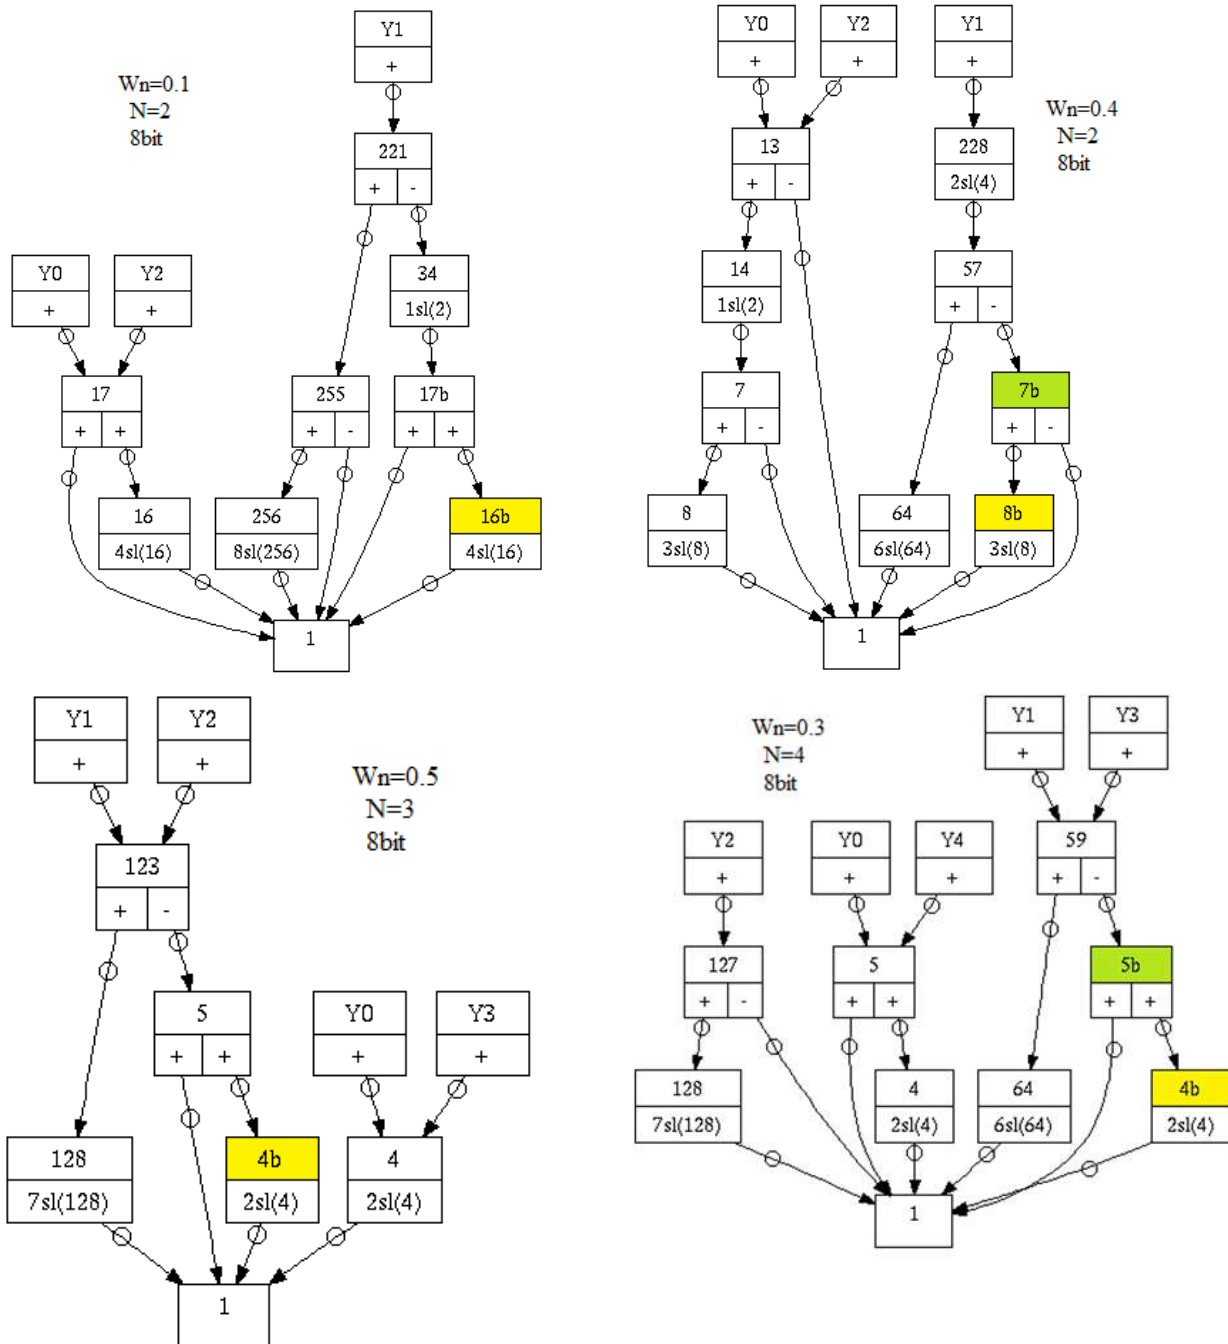 Y1
+
Wn=0.1
N=2
8bit
221
+ -
34
1sl(2)
Y0 Y2
+ +
17 255 17b
+ + + - + +
16 256 16b
4sl(16) 8sl(256) 4sl(16)
1
Y0 Y2 Y1
+ + +
Wn=0.4
N=2
8bit
13 228
+ - 2sl(4)
14 57
1sl(2) + -
7 7b
+ - + -
8 64 8b
3sl(8) 6sl(64) 3sl(8)
1
Y1 Y2
+ +
Wn=0.5
N=3
8bit
123
+ -
5 Y0 Y3
+ + + +
128 4b 4
7sl(128) 2sl(4) 2sl(4)
1
Y1 Y3
+ +
Wn=0.3
N=4
8bit
Y2 Y0 Y4 59
+ + + + -
127 5 5b
+ - + + + +
128 4 64 4b
7sl(128) 2sl(4) 6sl(64) 2sl(4)
1